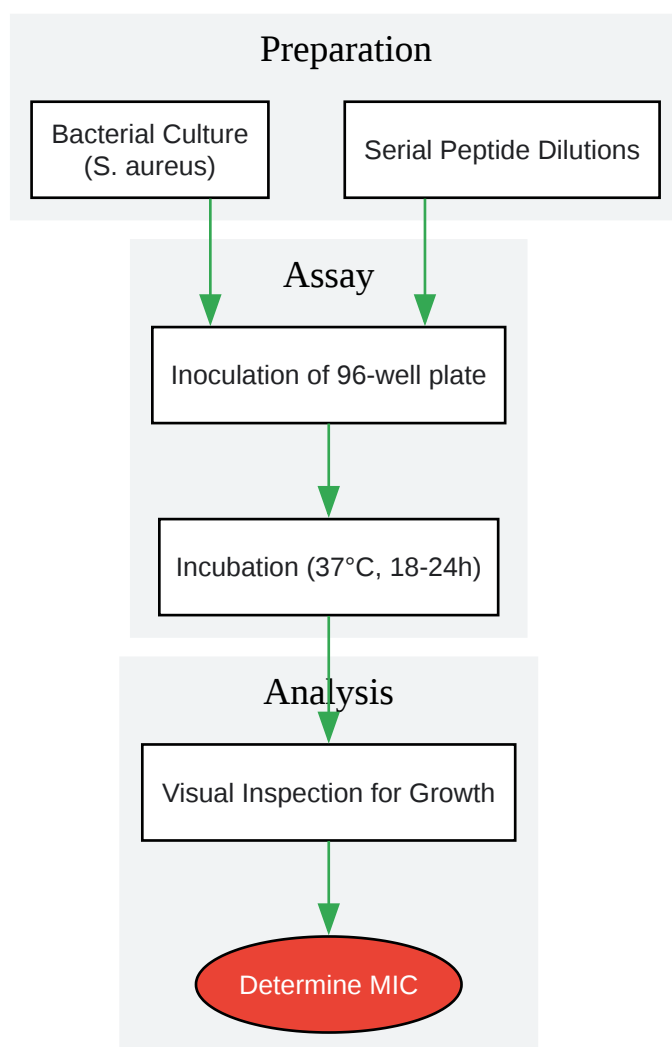 Preparation
Bacterial Culture
(S. aureus)
Serial Peptide Dilutions
Assay
Inoculation of 96-well plate
Incubation (37°C, 18-24h)
Analysis
Visual Inspection for Growth
Determine MIC